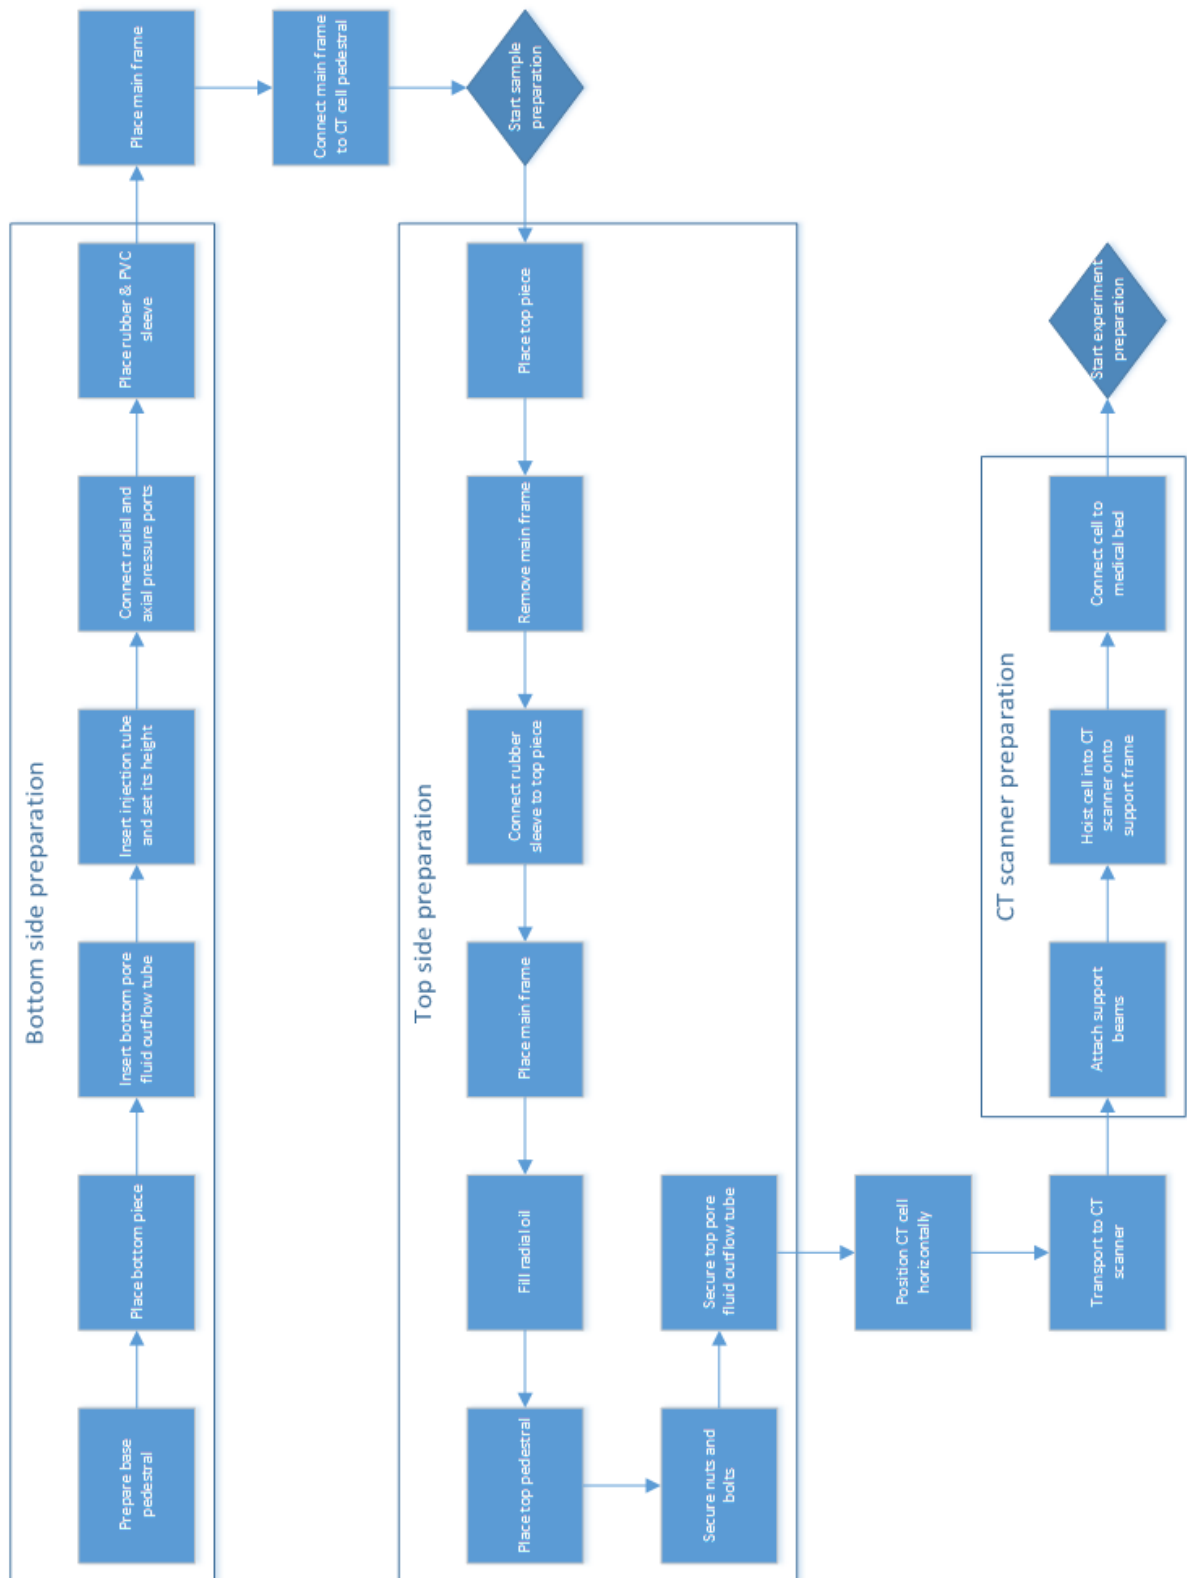 Bottom side preparation
Prepare base
pedestral
Place bottom piece
Insert bottom pore
fluid outflow tube
Insert injection tube
and set its height
Connect radial and
axial pressure ports
Place rubber & PVC
sleeve
Place main frame
Connect main frame
to CT cell pedestral
Start sample
preparation
Top side preparation
Place top piece
Remove main frame
Connect rubber
sleeve to top piece
Place main frame
Fill radial oil
Place top pedestral
Secure nuts and
bolts
Secure top pore
fluid outflow tube
Position CT cell
horizontally
Transport to CT
scanner
CT scanner preparation
Attach support
beams
Hoist cell into CT
scanner onto
support frame
Connect cell to
medical bed
Start experiment
preparation